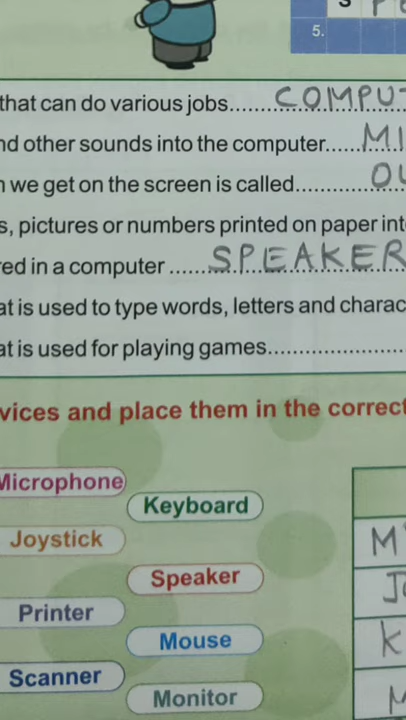 5.
that can do various jobs........COMPUT
nd other sounds into the computer......MI
we get on the screen is called............OU
s, pictures or numbers printed on paper int
red in a computer ......SPEAKER
at is used to type words, letters and charac
at is used for playing games........................
vices and place them in the correct
Microphone
Keyboard
Joystick
Speaker
Printer
Mouse
Scanner
Monitor
M
Jo
K
M